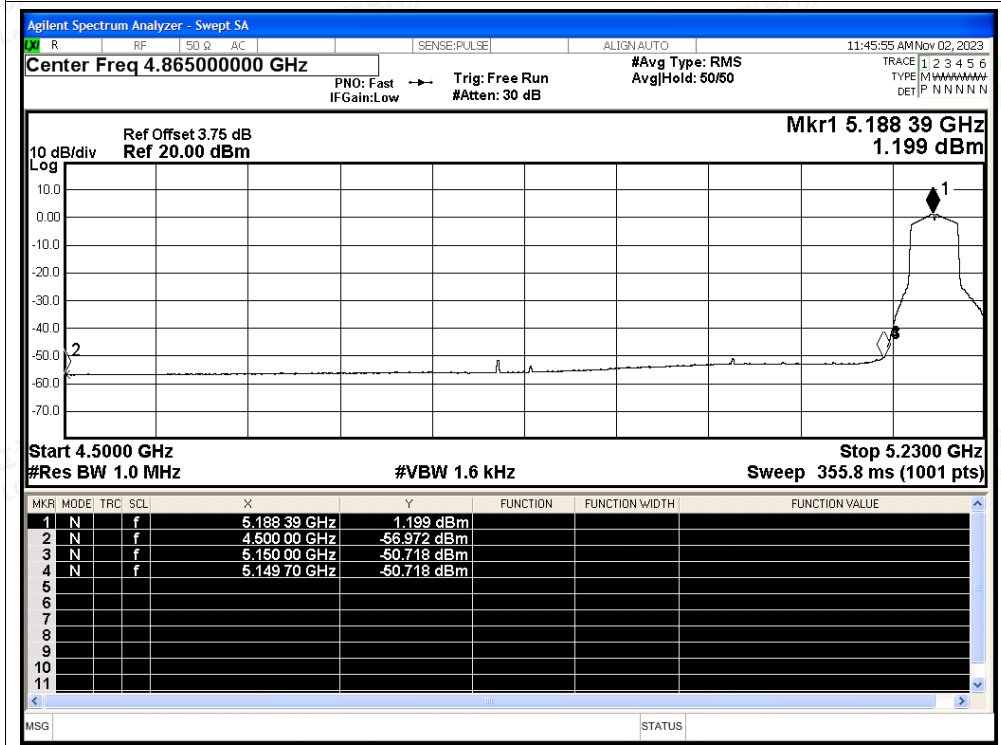 Agilent Spectrum Analyzer - Swept SA
LXI R RF 50 Ω AC SENSE:PULSE ALIGN AUTO 11:45:55 AM Nov 02, 2023
Center Freq 4.865000000 GHz #Avg Type: RMS TRACE 1 2 3 4 5 6
PNO: Fast Trig: Free Run Avg|Hold: 50/50 TYPE M
IFGain:Low #Atten: 30 dB DET P N N N N N
Mkr1 5.188 39 GHz
Ref Offset 3.75 dB
10 dB/div Ref 20.00 dBm 1.199 dBm
Log
10.0
1
0.00
-10.0
-20.0
-30.0
-40.0
-50.0
2
-60.0
-70.0
Start 4.5000 GHz Stop 5.2300 GHz
#Res BW 1.0 MHz #VBW 1.6 kHz Sweep 355.8 ms (1001 pts)
MKR MODE TRC SCL X Y FUNCTION FUNCTION WIDTH FUNCTION VALUE
1 N f 5.188 39 GHz 1.199 dBm
2 N f 4.500 00 GHz -56.972 dBm
3 N f 5.150 00 GHz -50.718 dBm
4 N f 5.149 70 GHz -50.718 dBm
5
6
7
8
9
10
11
MSG STATUS